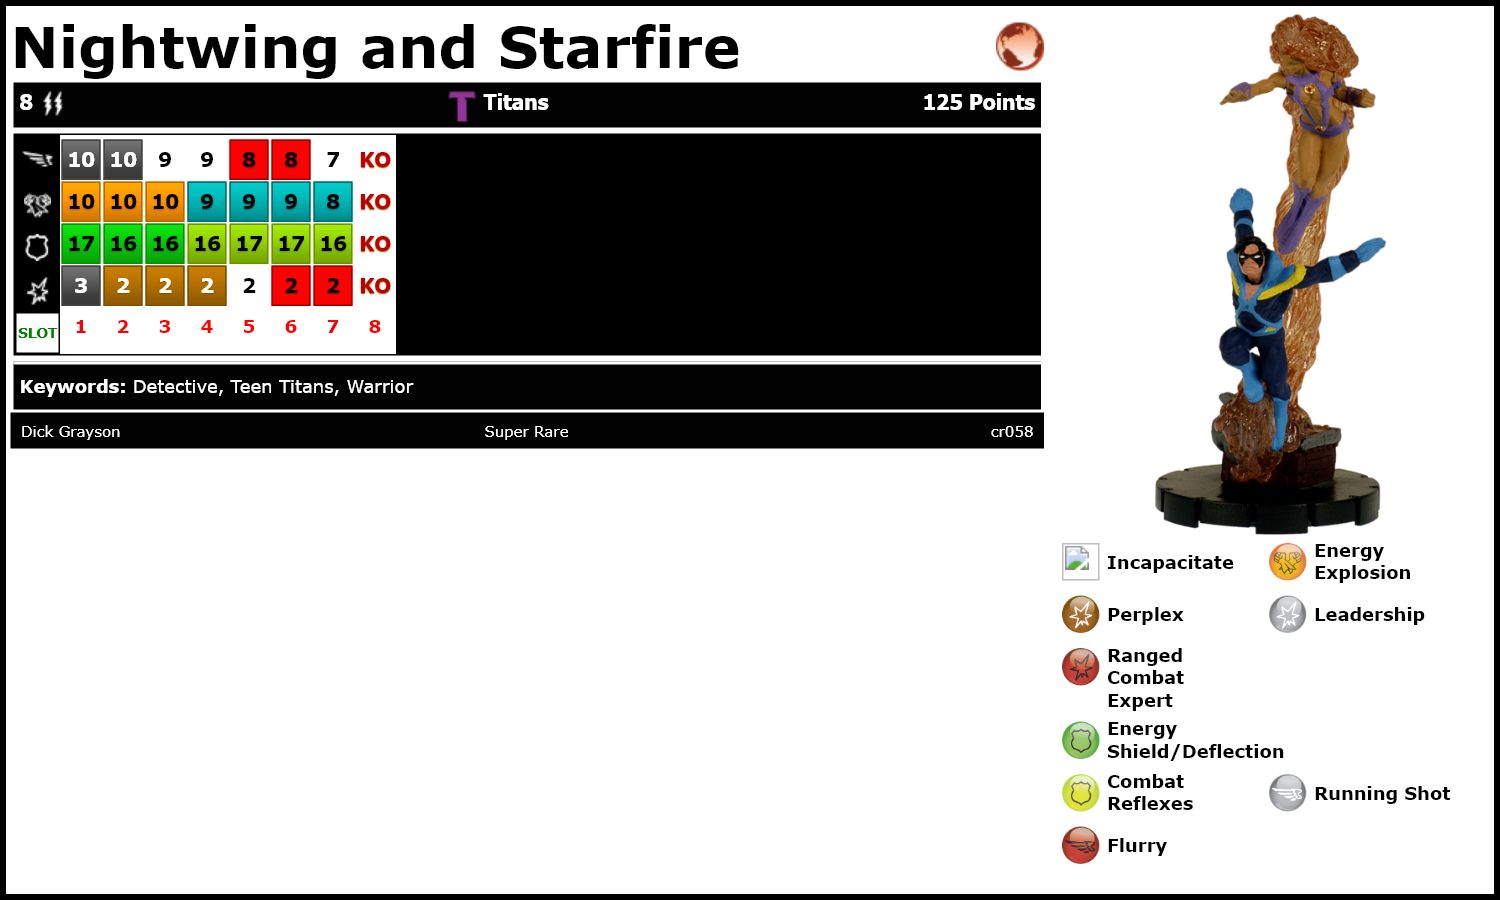 Nightwing and Starfire
8 Titans 125 Points
10 10 9 9 8 8 7 KO
10 10 10 9 9 9 8 KO
17 16 16 16 17 17 16 KO
3 2 2 2 2 2 2 KO
SLOT 1 2 3 4 5 6 7 8
Keywords: Detective, Teen Titans, Warrior
Dick Grayson Super Rare cr058
Incapacitate
Energy
Explosion
Perplex
Leadership
Ranged
Combat
Expert
Energy
Shield/Deflection
Combat
Reflexes
Running Shot
Flurry